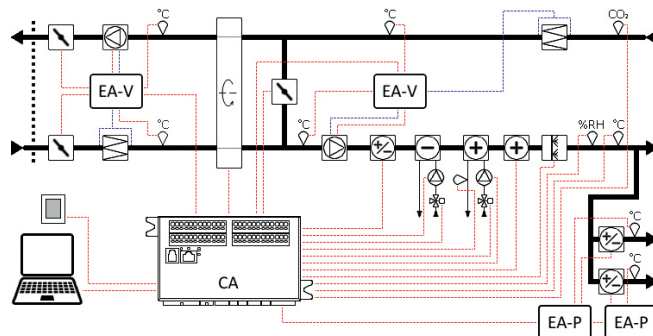 °C
°C
CO₂
EA-V
EA-V
°C
°C
%RH
°C
+/-
−
+
+
°C
+/-
CA
°C
+/-
EA-P
EA-P